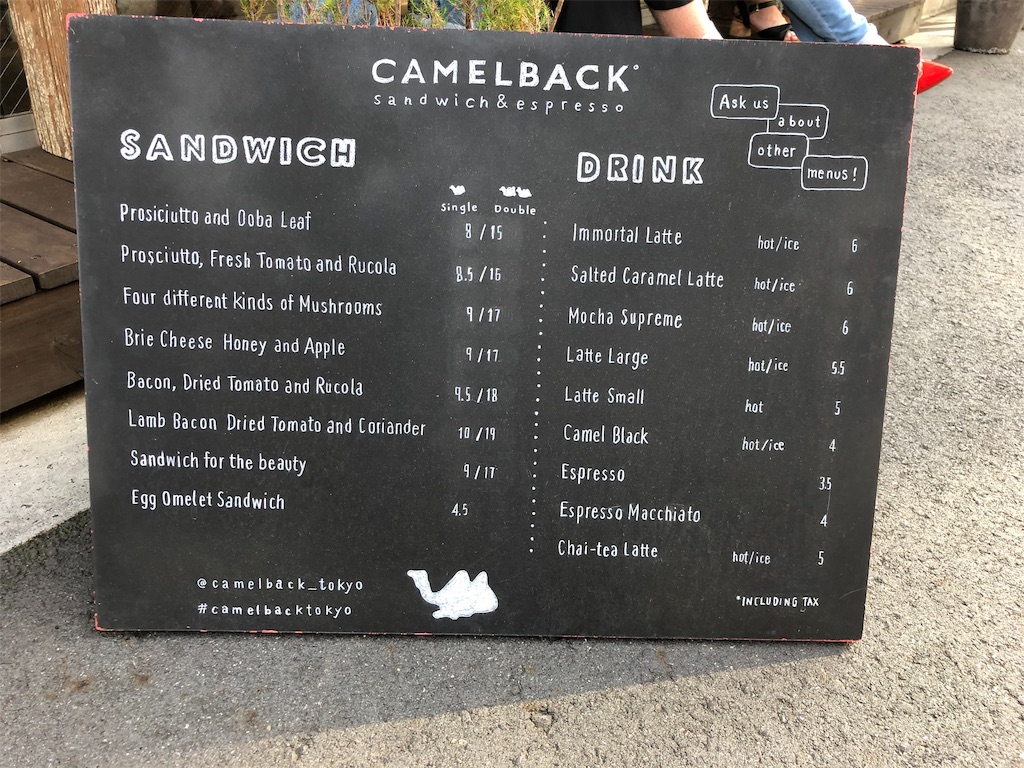 CAMELBACK°
sandwich&espresso
Ask us
about
other
menus!
SANDWICH
Single Double
Prosiciutto and Ooba Leaf 8/15
Prosciutto, Fresh Tomato and Rucola 8.5/16
Four different kinds of Mushrooms 9/17
Brie Cheese Honey and Apple 9/17
Bacon, Dried Tomato and Rucola 9.5/18
Lamb Bacon Dried Tomato and Coriander 10/19
Sandwich for the beauty 9/17
Egg Omelet Sandwich 4.5
@camelback_tokyo
#camelbacktokyo
DRINK
Immortal Latte hot/ice 6
Salted Caramel Latte hot/ice 6
Mocha Supreme hot/ice 6
Latte Large hot/ice 5.5
Latte Small hot 5
Camel Black hot/ice 4
Espresso 3.5
Espresso Macchiato 4
Chai-tea Latte hot/ice 5
*INCLUDING TAX